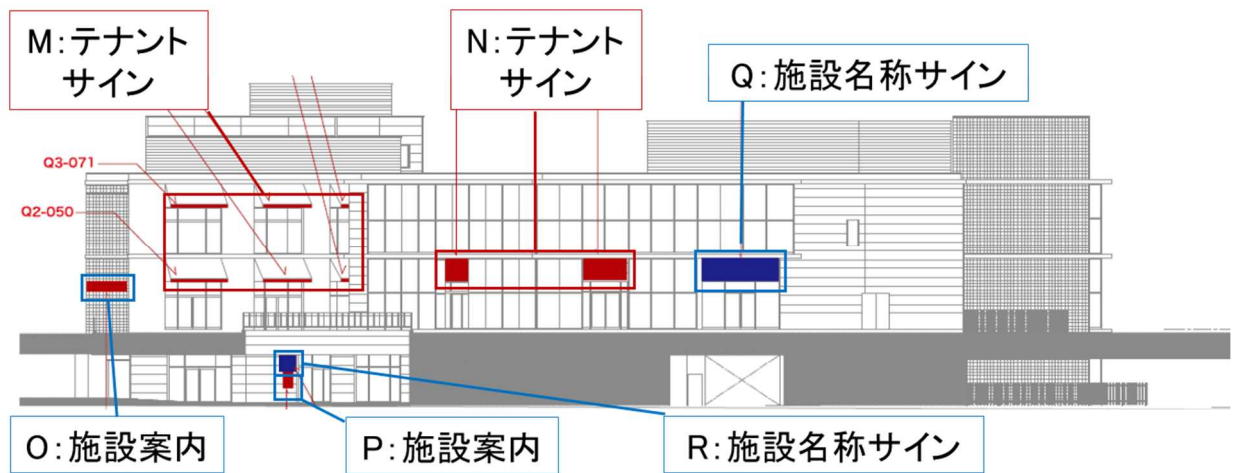 M:テナント
サイン
N:テナント
サイン
Q:施設名称サイン
Q3-071
Q2-050
O:施設案内
P:施設案内
R:施設名称サイン